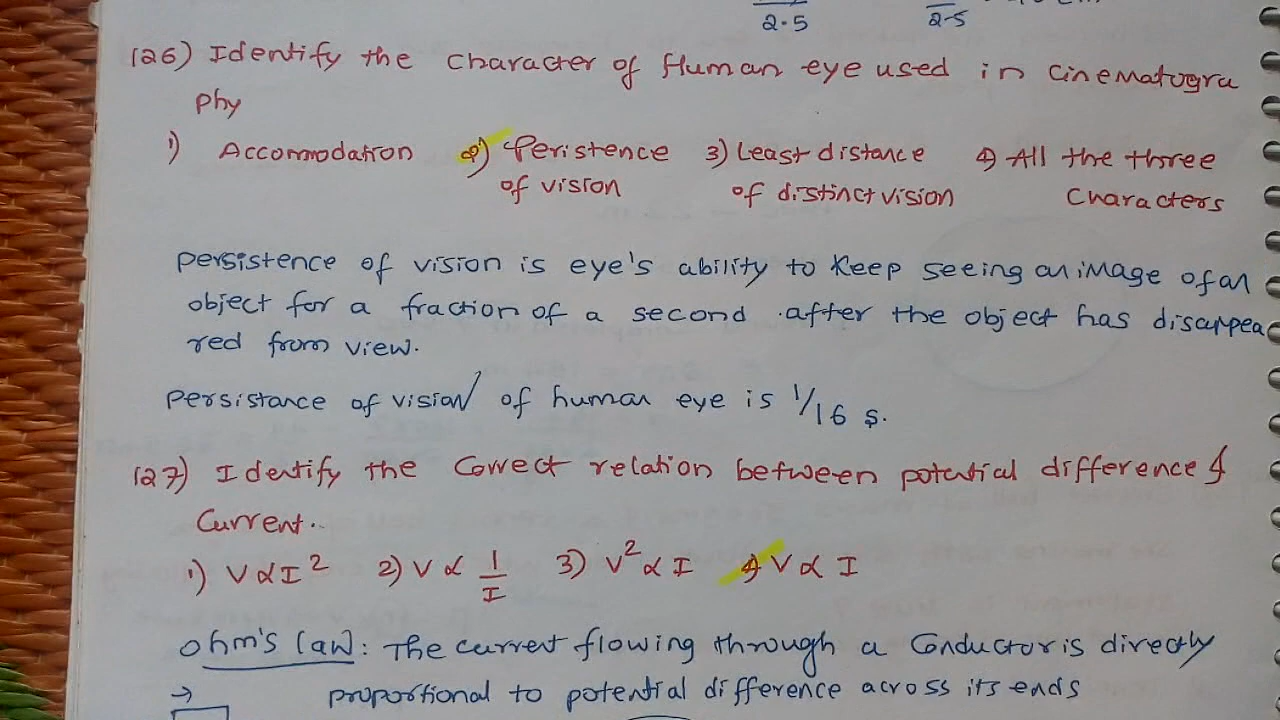 2.5 2.5
126) Identify the character of Human eye used in cinematogra
phy
1) Accomodation 2) Peristence 3) Least distance 4) All the three
of vision of distinct vision Characters
Persistence of vision is eye's ability to keep seeing an image of an
object for a fraction of a second after the object has disappea
red from view.
Persistance of vision of human eye is 1/16 s.
127) Identify the Correct relation between potential difference &
Current.
1) V ∝ I² 2) V ∝ 1/I 3) V² ∝ I 4) V ∝ I
Ohm's law: The current flowing through a Conductor is directly
→ proportional to potential difference across its ends